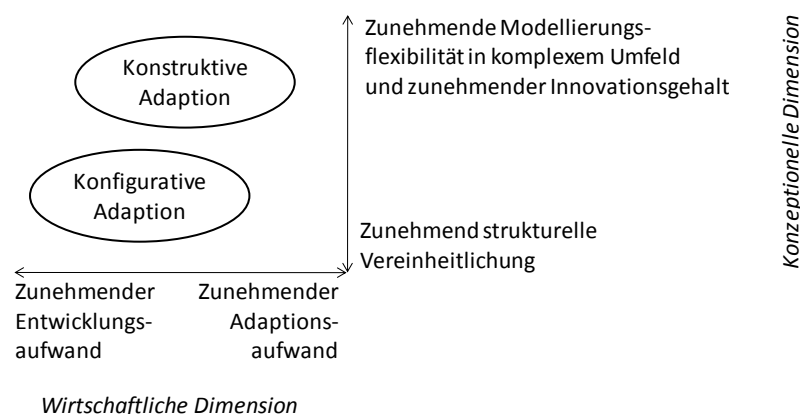 Zunehmende Modellierungs-
flexibilität in komplexem Umfeld
und zunehmender Innovationsgehalt
Konstruktive
Adaption
Konfigurative
Adaption
Zunehmend strukturelle
Vereinheitlichung
Konzeptionelle Dimension
Zunehmender
Entwicklungs-
aufwand
Zunehmender
Adaptions-
aufwand
Wirtschaftliche Dimension